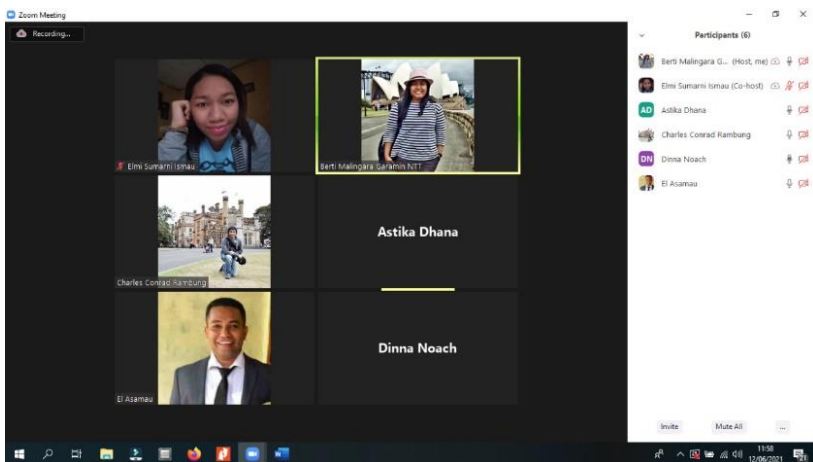 Zoom Meeting
Recording...
Elmi Sumarni Ismau
Berti Malingara Garamin NTT
Charles Conrad Rambung
Astika Dhana
El Asamau
Dinna Noach
Participants (6)
Berti Malingara G... (Host, me)
Elmi Sumarni Ismau (Co-host)
AD Astika Dhana
Charles Conrad Rambung
DN Dinna Noach
El Asamau
Invite Mute All ...
11:58
12/06/2021